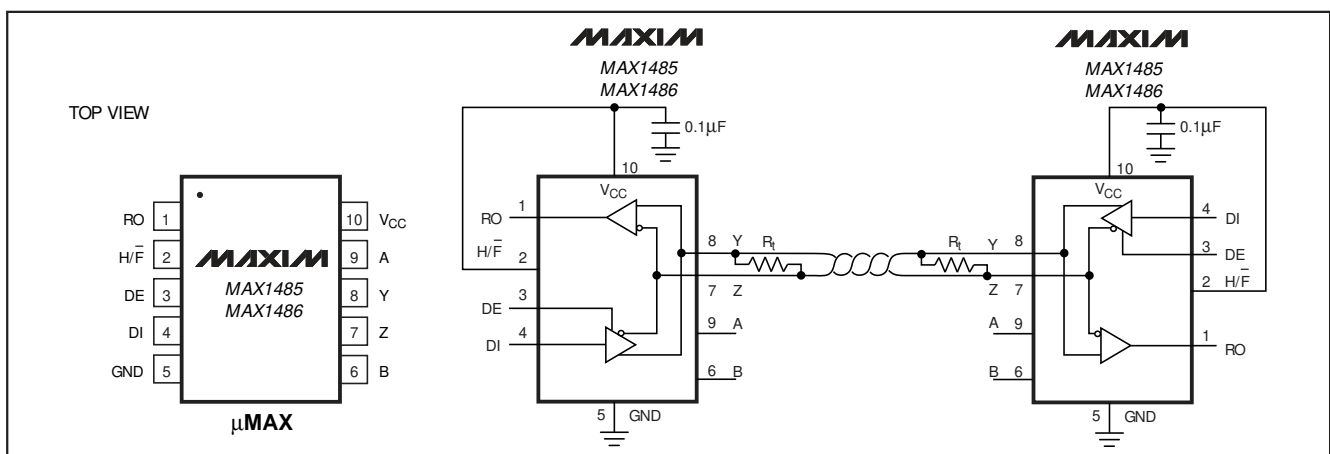 TOP VIEW
RO 1
H/F̅ 2
DE 3
DI 4
GND 5
MAXIM
MAX1485
MAX1486
10 VCC
9 A
8 Y
7 Z
6 B
µMAX
MAXIM
MAX1485
MAX1486
0.1µF
10
VCC
RO 1
H/F̅ 2
DE 3
DI 4
8 Y
Rt
7 Z
9 A
6 B
5 GND
MAXIM
MAX1485
MAX1486
0.1µF
10
VCC
Rt
Y 8
Z 7
A 9
B 6
4 DI
3 DE
2 H/F̅
1 RO
5 GND